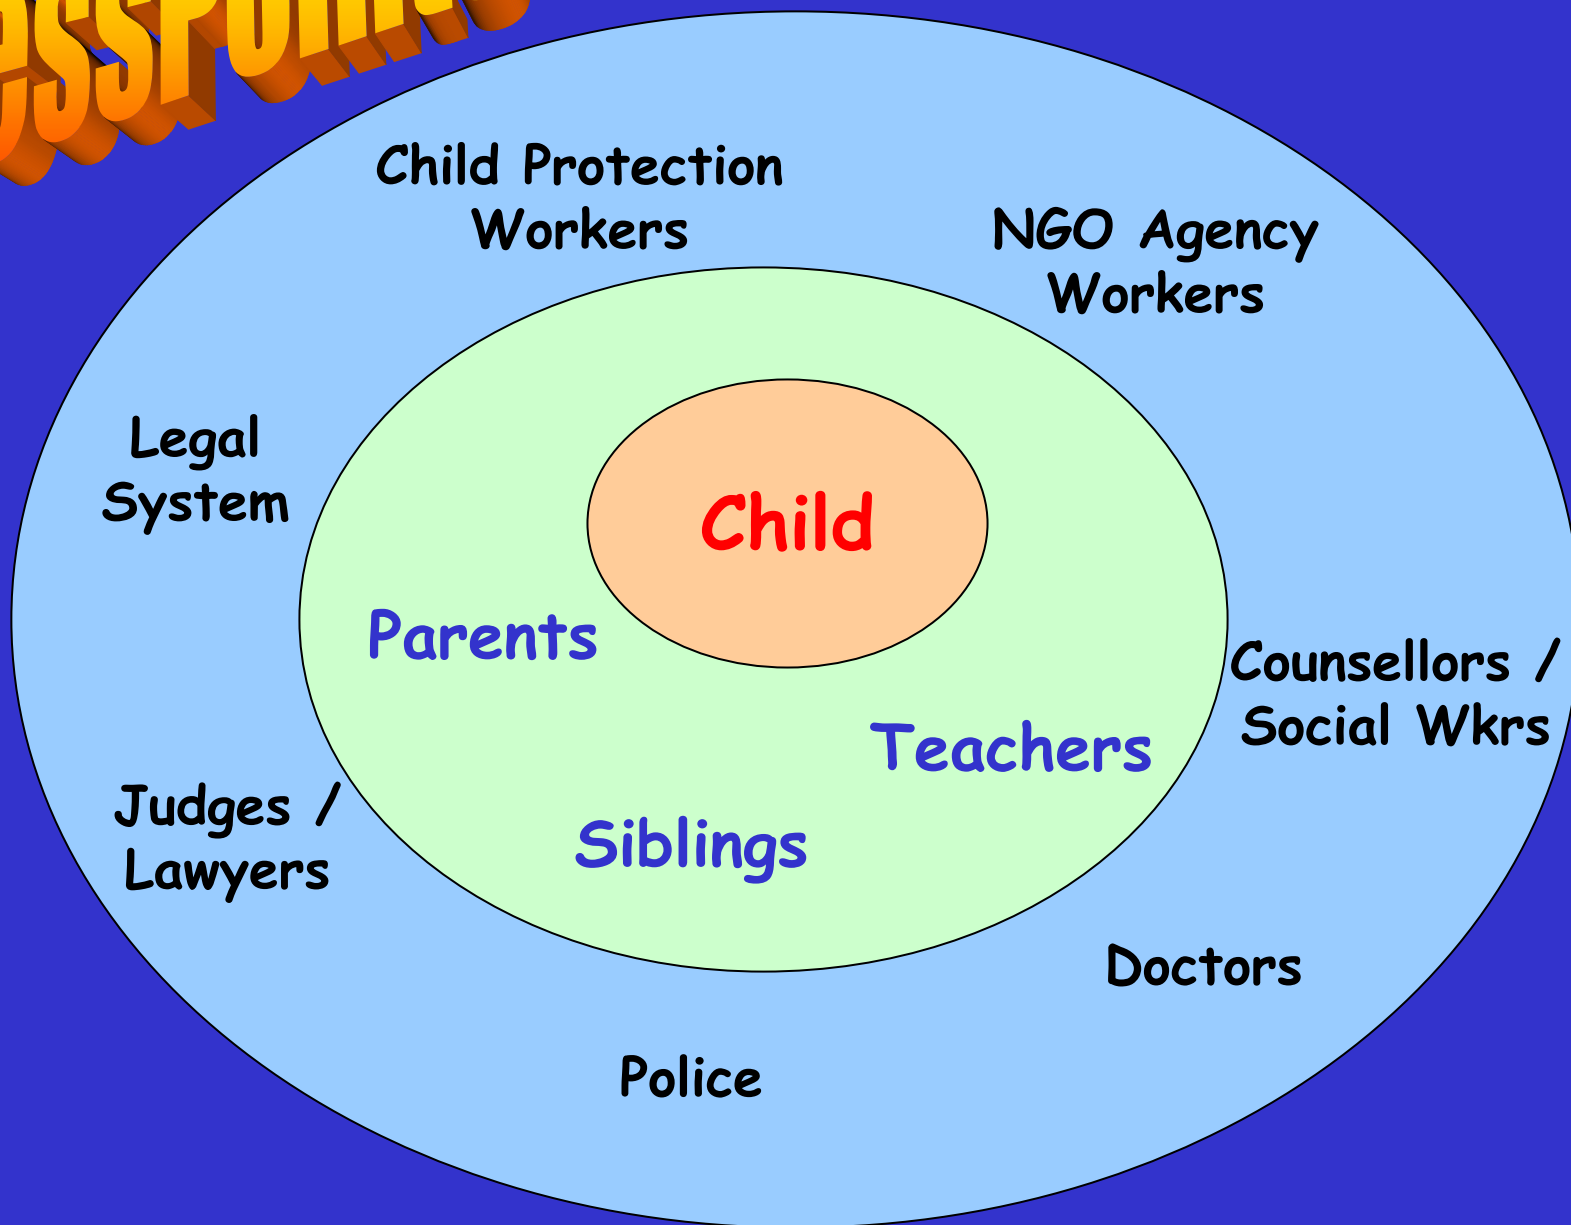 Child Protection
Workers
NGO Agency
Workers
Legal
System
Child
Parents
Counsellors /
Social Wkrs
Teachers
Judges /
Lawyers
Siblings
Doctors
Police